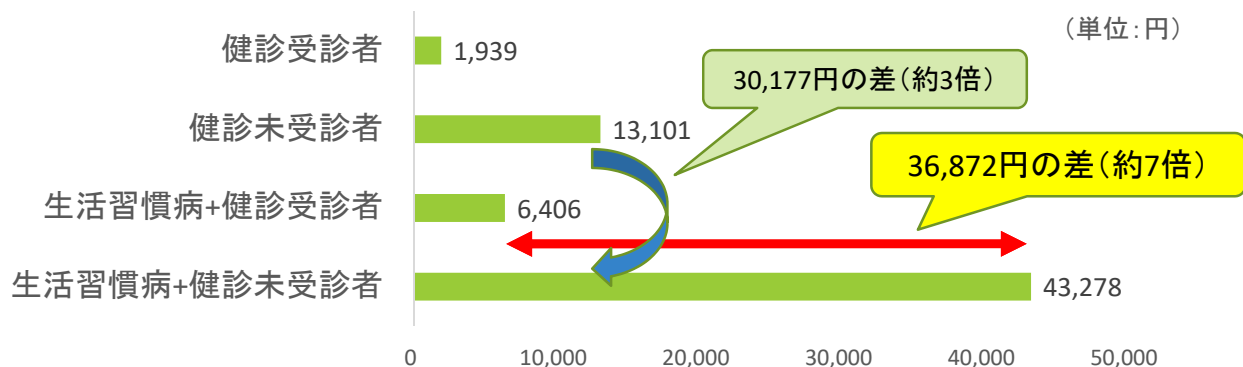 (単位:円)
健診受診者
1,939
30,177円の差(約3倍)
健診未受診者
13,101
36,872円の差(約7倍)
生活習慣病+健診受診者
6,406
生活習慣病+健診未受診者
43,278
0 10,000 20,000 30,000 40,000 50,000